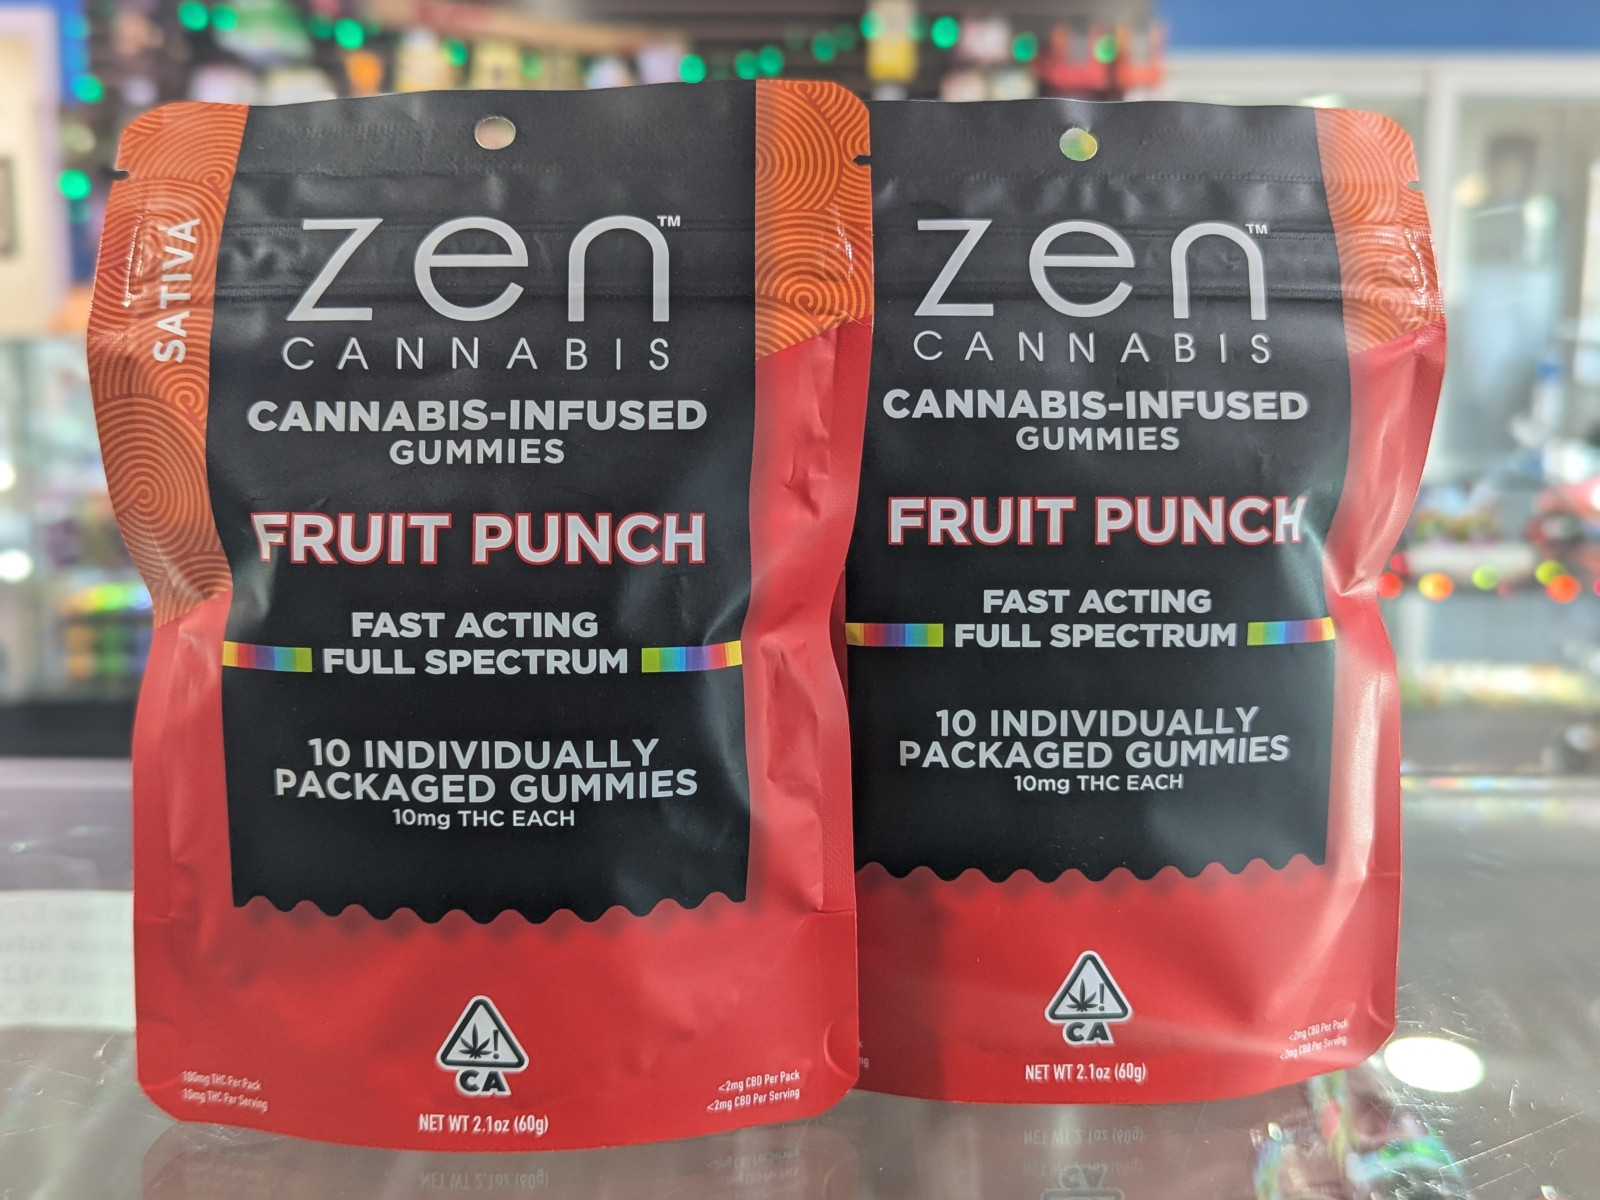 SATIVA
zen™
CANNABIS
CANNABIS-INFUSED
GUMMIES
FRUIT PUNCH
FAST ACTING
FULL SPECTRUM
10 INDIVIDUALLY
PACKAGED GUMMIES
10mg THC EACH
CA
100mg THC Per Pack
10mg THC Per Serving
<2mg CBD Per Pack
<2mg CBD Per Serving
NET WT 2.1oz (60g)
zen™
CANNABIS
CANNABIS-INFUSED
GUMMIES
FRUIT PUNCH
FAST ACTING
FULL SPECTRUM
10 INDIVIDUALLY
PACKAGED GUMMIES
10mg THC EACH
CA
<2mg CBD Per Pack
<2mg CBD Per Serving
NET WT 2.1oz (60g)